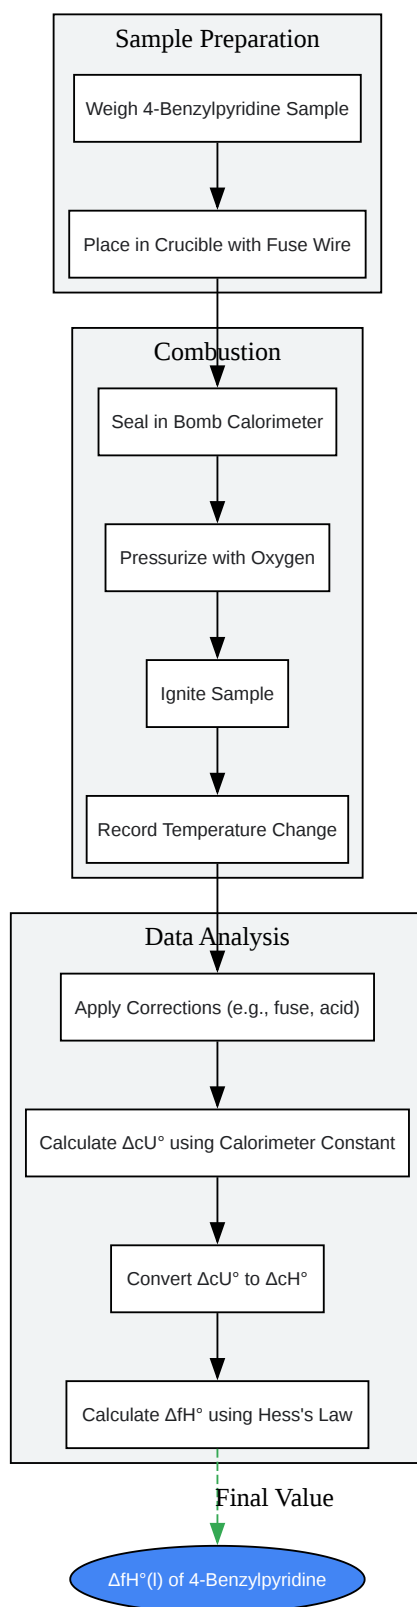 Sample Preparation
Weigh 4-Benzylpyridine Sample
Place in Crucible with Fuse Wire
Combustion
Seal in Bomb Calorimeter
Pressurize with Oxygen
Ignite Sample
Record Temperature Change
Data Analysis
Apply Corrections (e.g., fuse, acid)
Calculate ΔcU° using Calorimeter Constant
Convert ΔcU° to ΔcH°
Calculate ΔfH° using Hess's Law
Final Value
ΔfH°(l) of 4-Benzylpyridine